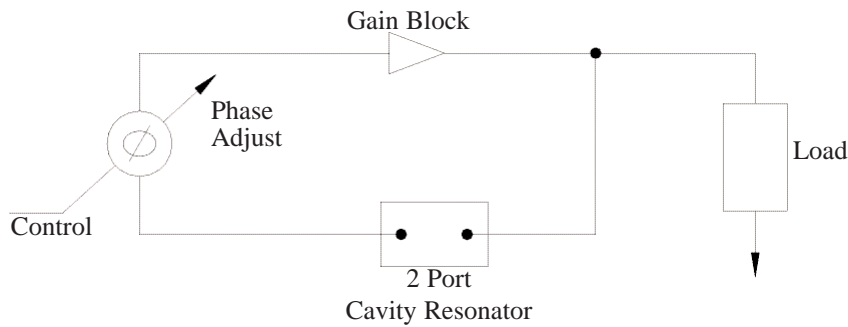 Gain Block
Phase
Adjust
Load
Control
2 Port
Cavity Resonator